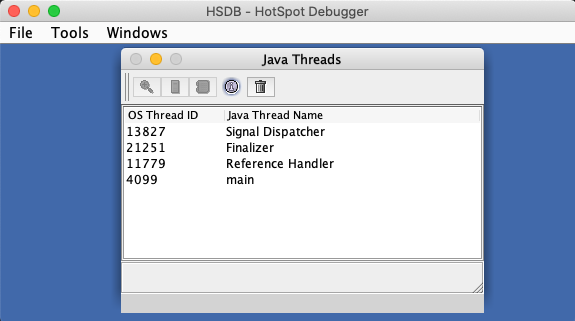 HSDB - HotSpot Debugger
File Tools Windows
Java Threads
OS Thread ID Java Thread Name
13827 Signal Dispatcher
21251 Finalizer
11779 Reference Handler
4099 main